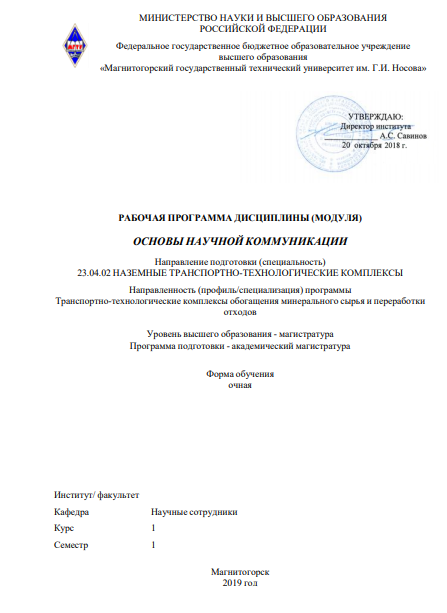 МИНИСТЕРСТВО НАУКИ И ВЫСШЕГО ОБРАЗОВАНИЯ
РОССИЙСКОЙ ФЕДЕРАЦИИ
Федеральное государственное бюджетное образовательное учреждение
высшего образования
«Магнитогорский государственный технический университет им. Г.И. Носова»
УТВЕРЖДАЮ:
Директор института
А.С. Савинов
20 октября 2018 г.
РАБОЧАЯ ПРОГРАММА ДИСЦИПЛИНЫ (МОДУЛЯ)
ОСНОВЫ НАУЧНОЙ КОММУНИКАЦИИ
Направление подготовки (специальность)
23.04.02 НАЗЕМНЫЕ ТРАНСПОРТНО-ТЕХНОЛОГИЧЕСКИЕ КОМПЛЕКСЫ
Направленность (профиль/специализация) программы
Транспортно-технологические комплексы обогащения минерального сырья и переработки
отходов
Уровень высшего образования - магистратура
Программа подготовки - академический магистратура
Форма обучения
очная
Институт/ факультет
Кафедра Научные сотрудники
Курс 1
Семестр 1
Магнитогорск
2019 год